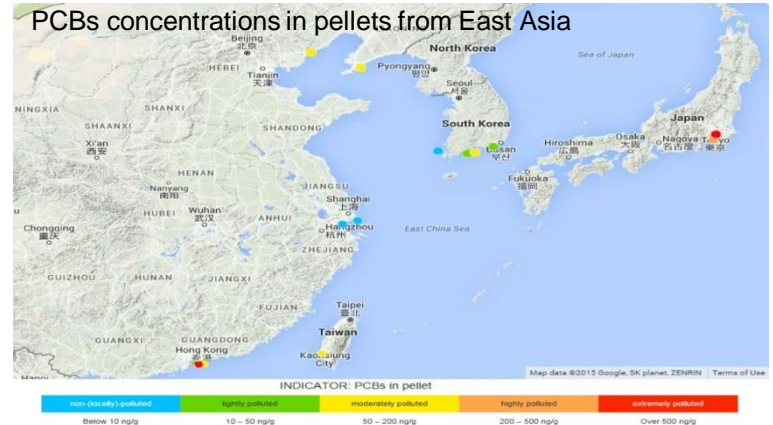 PCBs concentrations in pellets from East Asia
Beijing
北京
North Korea
Sea of Japan
HEBEI
Tianjin
天津
Pyongyang
평양
Seoul
서울
NINGXIA
SHANXI
SHANDONG
South Korea
Japan
SHAANXI
Xi'an
西安
Busan
부산
Hiroshima
広島
Osaka
大阪
Nagoya
名古屋
Tokyo
東京
HENAN
JIANGSU
Fukuoka
福岡
Nanyang
南阳
Shanghai
上海
HUBEI
Wuhan
武汉
ANHUI
Hangzhou
杭州
East China Sea
Chongqing
重庆
ZHEJIANG
GUIZHOU
HUNAN
JIANGXI
FUJIAN
Taipei
臺北
Taiwan
GUANGXI
GUANGDONG
Hong Kong
香港
Kaohsiung
City
Hanoi
Map data ©2015 Google, SK planet, ZENRIN
Terms of Use
INDICATOR: PCBs in pellet
non-(locally)-polluted
lightly polluted
moderately polluted
highly polluted
extremely polluted
Below 10 ng/g
10 – 50 ng/g
50 – 200 ng/g
200 – 500 ng/g
Over 500 ng/g